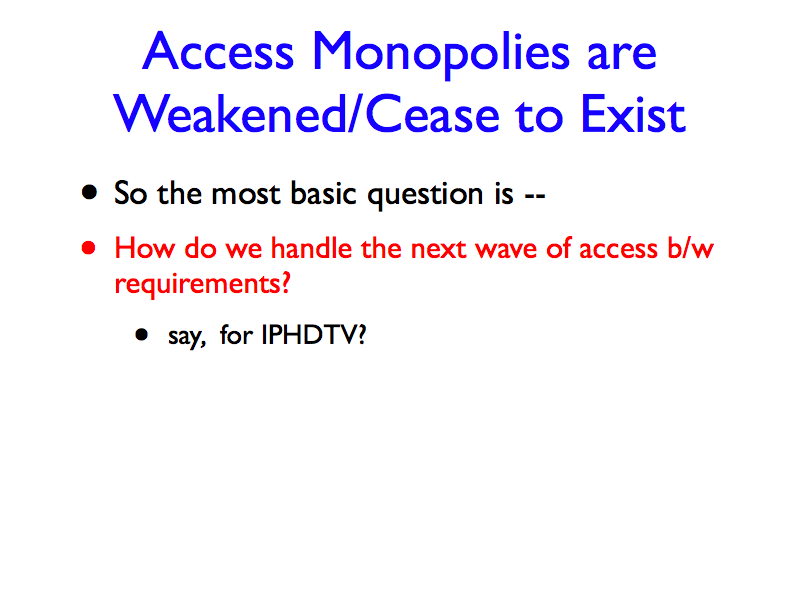 Access Monopolies are
Weakened/Cease to Exist
• So the most basic question is --
• How do we handle the next wave of access b/w
requirements?
• say, for IPHDTV?